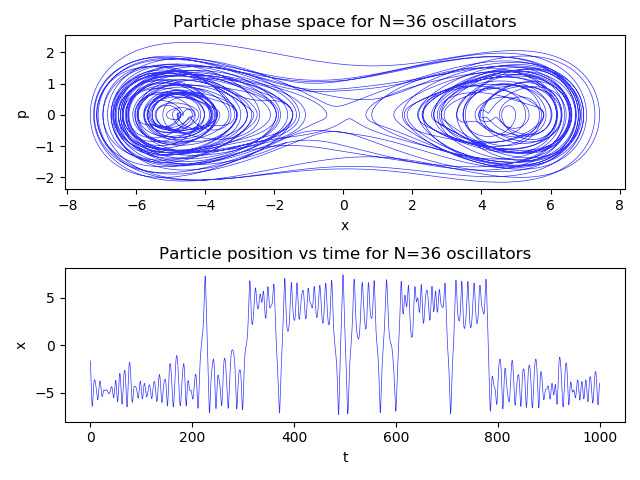 Particle phase space for N=36 oscillators
2
1
0
−1
−2
p
−8 −6 −4 −2 0 2 4 6 8
x
Particle position vs time for N=36 oscillators
5
0
−5
x
0 200 400 600 800 1000
t